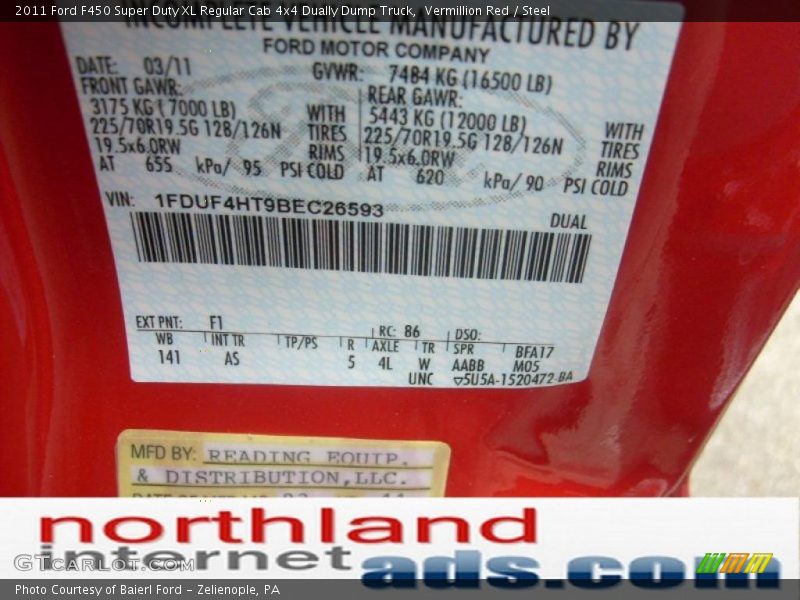 2011 Ford F450 Super Duty XL Regular Cab 4x4 Dually Dump Truck, Vermillion Red / Steel
INCOMPLETE VEHICLE MANUFACTURED BY
FORD MOTOR COMPANY
DATE: 03/11 GVWR: 7484 KG (16500 LB)
FRONT GAWR: REAR GAWR:
3175 KG (7000 LB) WITH 5443 KG (12000 LB) WITH
225/70R19.5G 128/126N TIRES 225/70R19.5G 128/126N TIRES
19.5x6.0RW RIMS 19.5x6.0RW RIMS
AT 655 kPa/ 95 PSI COLD AT 620 kPa/ 90 PSI COLD
VIN: 1FDUF4HT9BEC26593
DUAL
EXT PNT: F1 RC: 86 DSO:
WB INT TR TP/PS R AXLE TR SPR BFA17
141 AS 5 4L W AABB M05
UNC ▽5U5A-1520472-BA
MFD BY: READING EQUIP.
& DISTRIBUTION, LLC.
northland
internet ads.com
GTCARLOT.COM
Photo Courtesy of Baierl Ford - Zelienople, PA